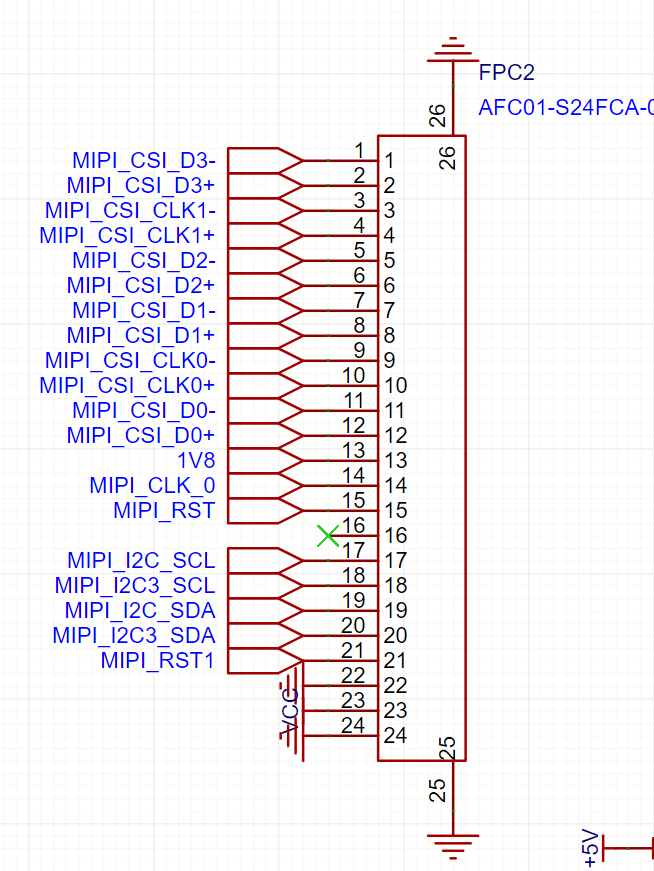 FPC2
26
AFC01-S24FCA-0
26
MIPI_CSI_D3- 1 1
MIPI_CSI_D3+ 2 2
MIPI_CSI_CLK1- 3 3
MIPI_CSI_CLK1+ 4 4
MIPI_CSI_D2- 5 5
MIPI_CSI_D2+ 6 6
MIPI_CSI_D1- 7 7
MIPI_CSI_D1+ 8 8
MIPI_CSI_CLK0- 9 9
MIPI_CSI_CLK0+ 10 10
MIPI_CSI_D0- 11 11
MIPI_CSI_D0+ 12 12
1V8 13 13
MIPI_CLK_0 14 14
MIPI_RST 15 15
16 16
MIPI_I2C_SCL 17 17
MIPI_I2C3_SCL 18 18
MIPI_I2C_SDA 19 19
MIPI_I2C3_SDA 20 20
MIPI_RST1 21 21
22 22
VCC 23 23
24 24
25
25
+5V